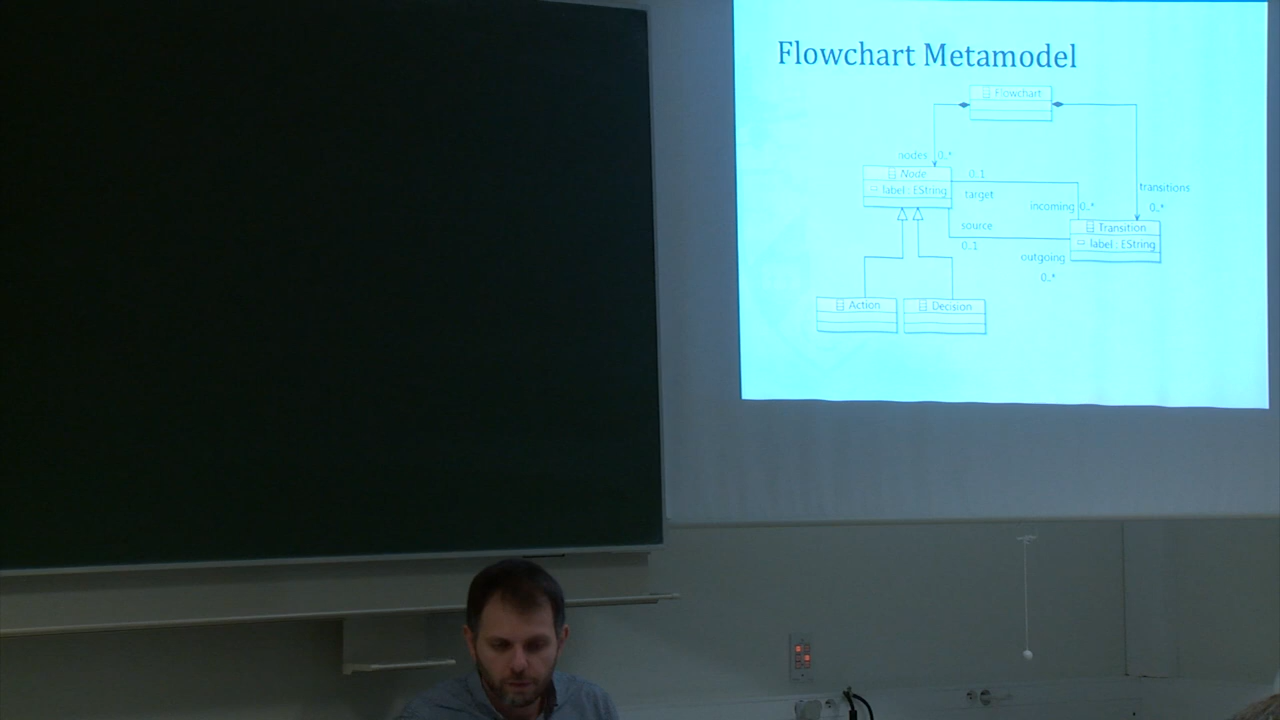 Flowchart Metamodel
Flowchart
nodes 0..*
Node
label : EString
0..1
target
transitions
0..*
incoming 0..*
source
0..1
Transition
label : EString
outgoing
0..*
Action
Decision